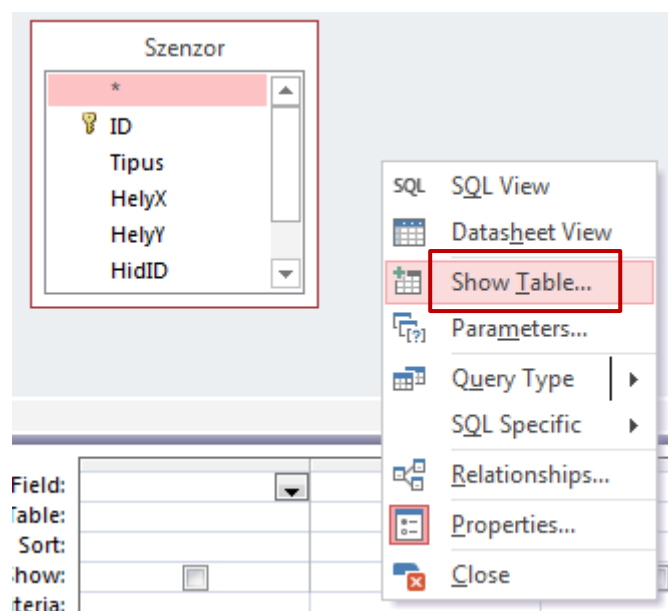 Szenzor
*
ID
Tipus
HelyX
HelyY
HidID
SQL SQL View
Datasheet View
Show Table...
[?] Parameters...
Query Type
SQL Specific
Relationships...
Properties...
Close
Field:
Table:
Sort:
Show:
teria: